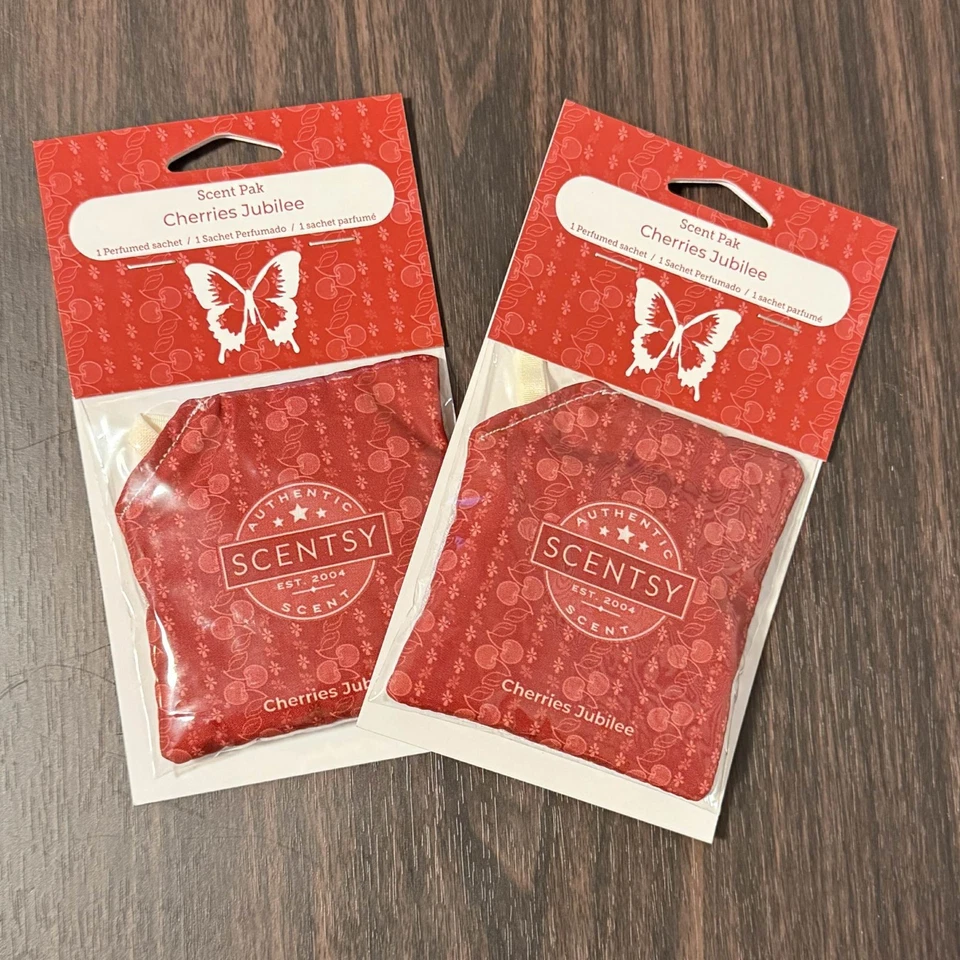 Scent Pak
Cherries Jubilee
1 Perfumed sachet / 1 Sachet Perfumado / 1 sachet parfumé
AUTHENTIC
SCENTSY
EST. 2004
SCENT
Cherries Jub
Scent Pak
Cherries Jubilee
1 Perfumed sachet / 1 Sachet Perfumado / 1 sachet parfumé
AUTHENTIC
SCENTSY
EST. 2004
SCENT
Cherries Jubilee